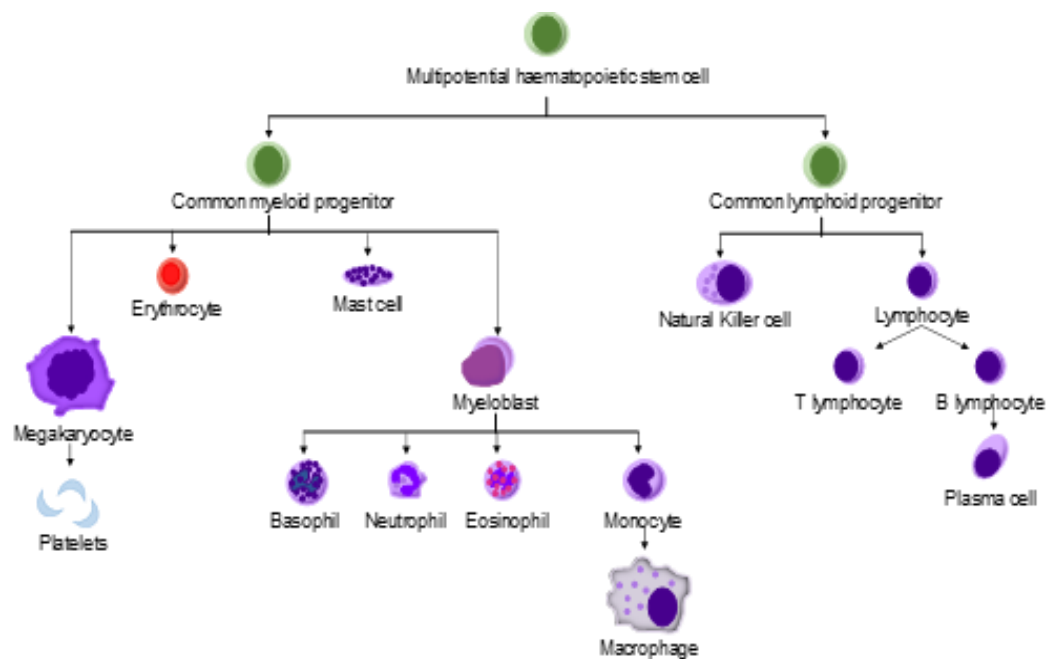 Multipotential haematopoietic stem cell
Common myeloid progenitor
Common lymphoid progenitor
Erythrocyte
Mast cell
Natural Killer cell
Lymphocyte
Megakaryocyte
Myeloblast
T lymphocyte
B lymphocyte
Basophil
Neutrophil
Eosinophil
Monocyte
Plasma cell
Platelets
Macrophage